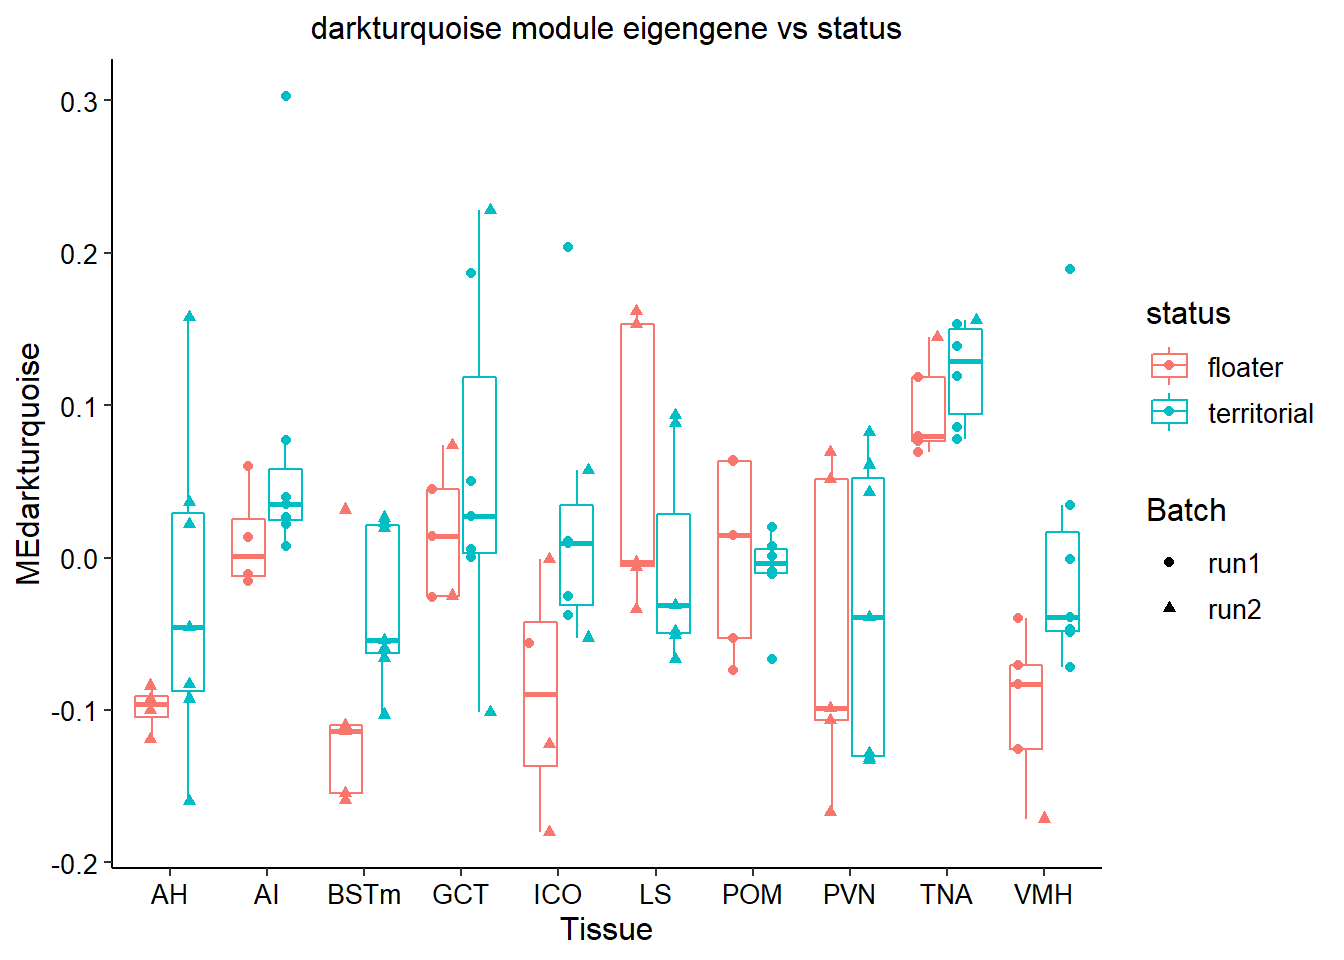 darkturquoise module eigengene vs status
MEdarkturquoise
0.3
0.2
0.1
0.0
-0.1
-0.2
AH AI BSTm GCT ICO LS POM PVN TNA VMH
Tissue
status
floater
territorial
Batch
run1
run2